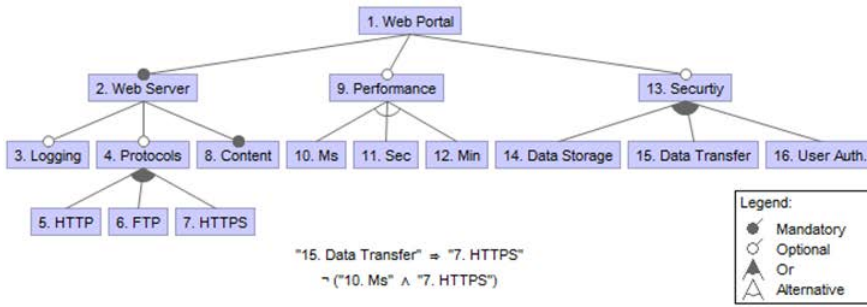 1. Web Portal
2. Web Server
9. Performance
13. Securtiy
3. Logging
4. Protocols
8. Content
10. Ms
11. Sec
12. Min
14. Data Storage
15. Data Transfer
16. User Auth.
5. HTTP
6. FTP
7. HTTPS
"15. Data Transfer" ⇒ "7. HTTPS"
¬ ("10. Ms" ∧ "7. HTTPS")
Legend:
Mandatory
Optional
Or
Alternative